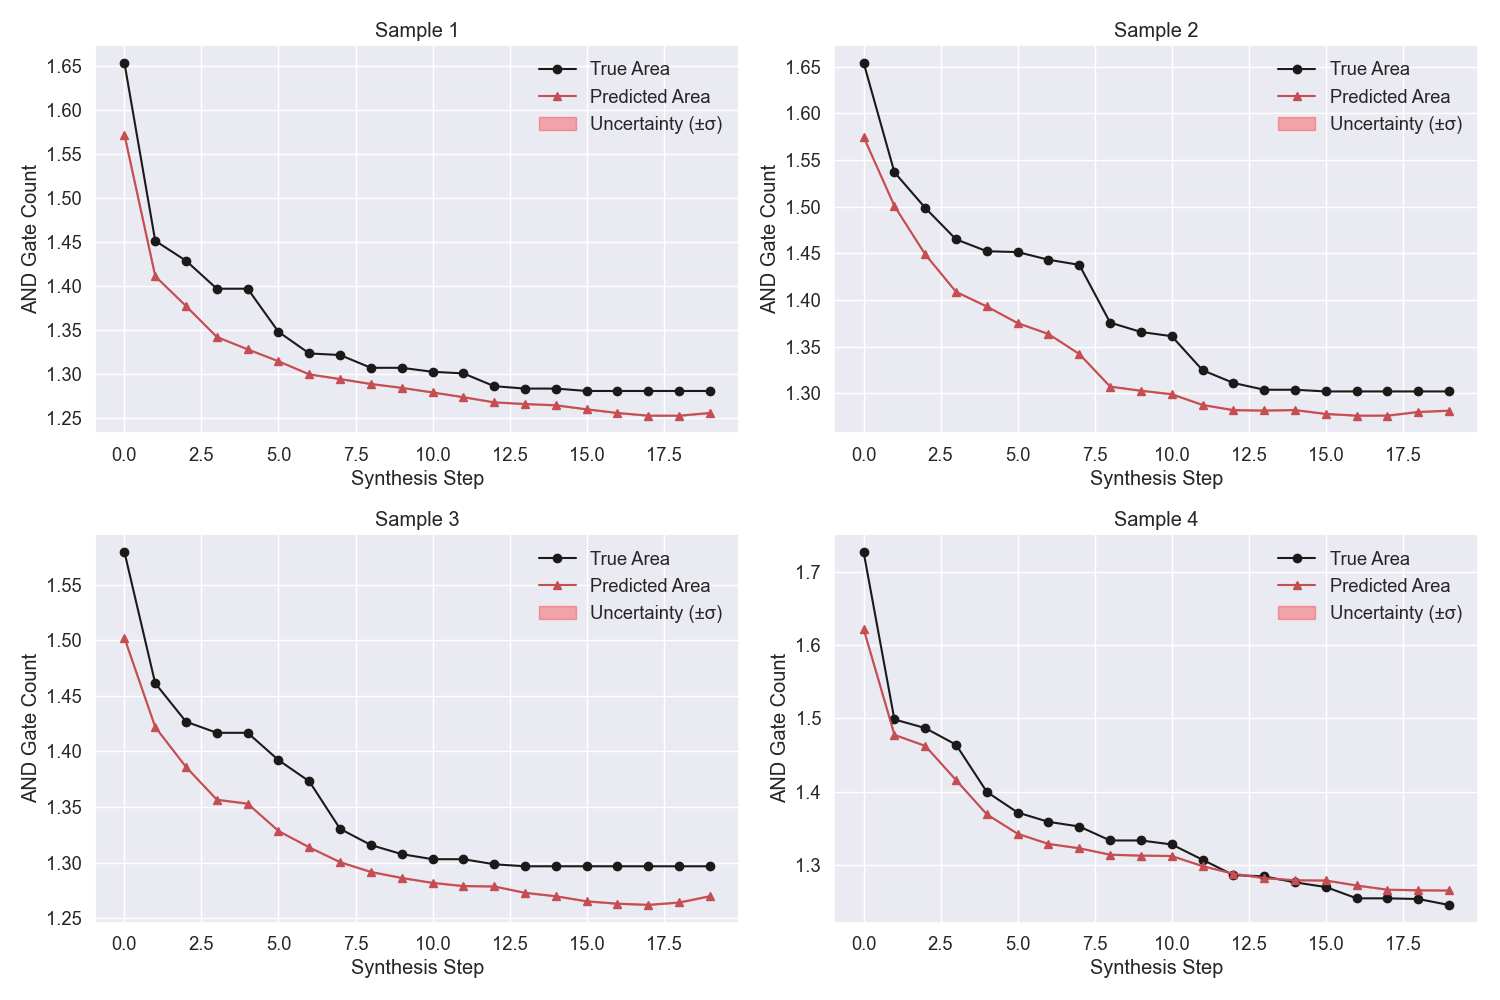 Sample 1
True Area
Predicted Area
Uncertainty (±σ)
AND Gate Count
1.65
1.60
1.55
1.50
1.45
1.40
1.35
1.30
1.25
0.0 2.5 5.0 7.5 10.0 12.5 15.0 17.5
Synthesis Step
Sample 2
True Area
Predicted Area
Uncertainty (±σ)
AND Gate Count
1.65
1.60
1.55
1.50
1.45
1.40
1.35
1.30
0.0 2.5 5.0 7.5 10.0 12.5 15.0 17.5
Synthesis Step
Sample 3
True Area
Predicted Area
Uncertainty (±σ)
AND Gate Count
1.55
1.50
1.45
1.40
1.35
1.30
1.25
0.0 2.5 5.0 7.5 10.0 12.5 15.0 17.5
Synthesis Step
Sample 4
True Area
Predicted Area
Uncertainty (±σ)
AND Gate Count
1.7
1.6
1.5
1.4
1.3
0.0 2.5 5.0 7.5 10.0 12.5 15.0 17.5
Synthesis Step